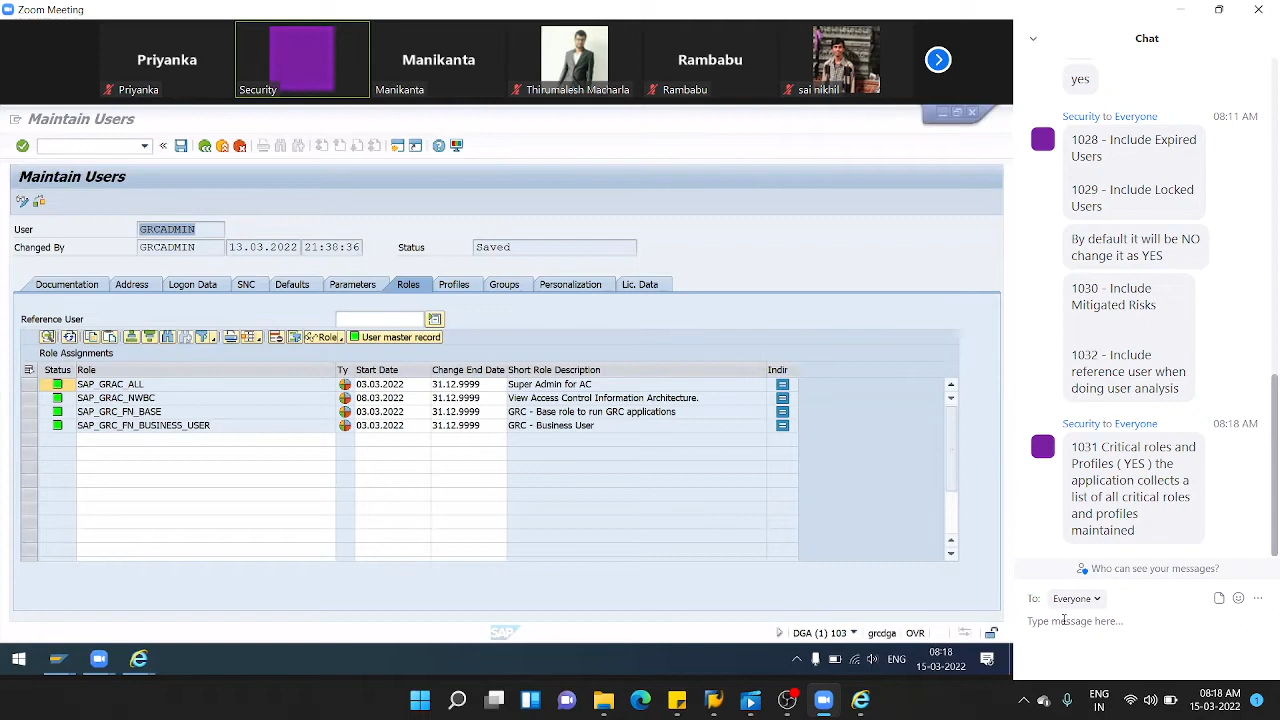 Zoom Meeting
Priyanka
Manikanta
Rambabu
Priyanka
Security
Manikanta
Thirumalesh Macharla
Rambabu
sai nikhil
Maintain Users
Maintain Users
User GRCADMIN
Changed By GRCADMIN 13.03.2022 21:38:36 Status Saved
Documentation Address Logon Data SNC Defaults Parameters Roles Profiles Groups Personalization Lic. Data
Reference User
Role User master record
Role Assignments
Status Role Ty Start Date Change End Date Short Role Description Indir
SAP_GRAC_ALL 03.03.2022 31.12.9999 Super Admin for AC
SAP_GRAC_NWBC 08.03.2022 31.12.9999 View Access Control Information Architecture.
SAP_GRC_FN_BASE 03.03.2022 31.12.9999 GRC - Base role to run GRC applications
SAP_GRC_FN_BUSINESS_USER 03.03.2022 31.12.9999 GRC - Business User
SAP
DGA (1) 103 grcdga OVR
ENG 08:18
15-03-2022
Chat
yes
Security to Everyone 08:11 AM
1028 - Include Expired
Users
1029 - Include Locked
Users
By default it will be NO
change it as YES
1030 - Include
Mitigated Risks
1032 - Include
reference user when
doing user analysis
Security to Everyone 08:18 AM
1031 Critical roles and
Profiles ( YES ) the
application collects a
list of all critical roles
and profiles
maintained
Who can see your messages?
To: Everyone
Type message here...
ENG
IN
08:18 AM
15-03-2022
1